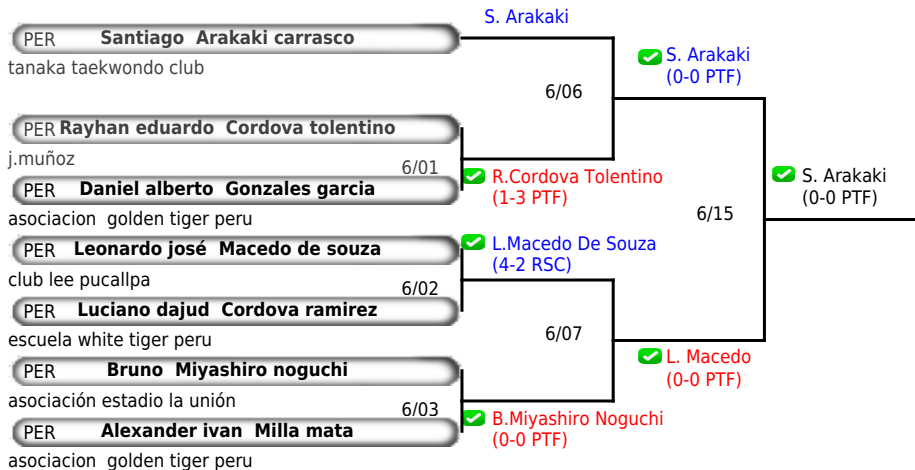 S. Arakaki
PER Santiago Arakaki carrasco
tanaka taekwondo club
S. Arakaki
(0-0 PTF)
6/06
PER Rayhan eduardo Cordova tolentino
j.muñoz
6/01
R.Cordova Tolentino
(1-3 PTF)
PER Daniel alberto Gonzales garcia
asociacion golden tiger peru
S. Arakaki
(0-0 PTF)
6/15
PER Leonardo josé Macedo de souza
club lee pucallpa
L.Macedo De Souza
(4-2 RSC)
6/02
PER Luciano dajud Cordova ramirez
escuela white tiger peru
6/07
L. Macedo
(0-0 PTF)
PER Bruno Miyashiro noguchi
asociación estadio la unión
6/03
B.Miyashiro Noguchi
(0-0 PTF)
PER Alexander ivan Milla mata
asociacion golden tiger peru